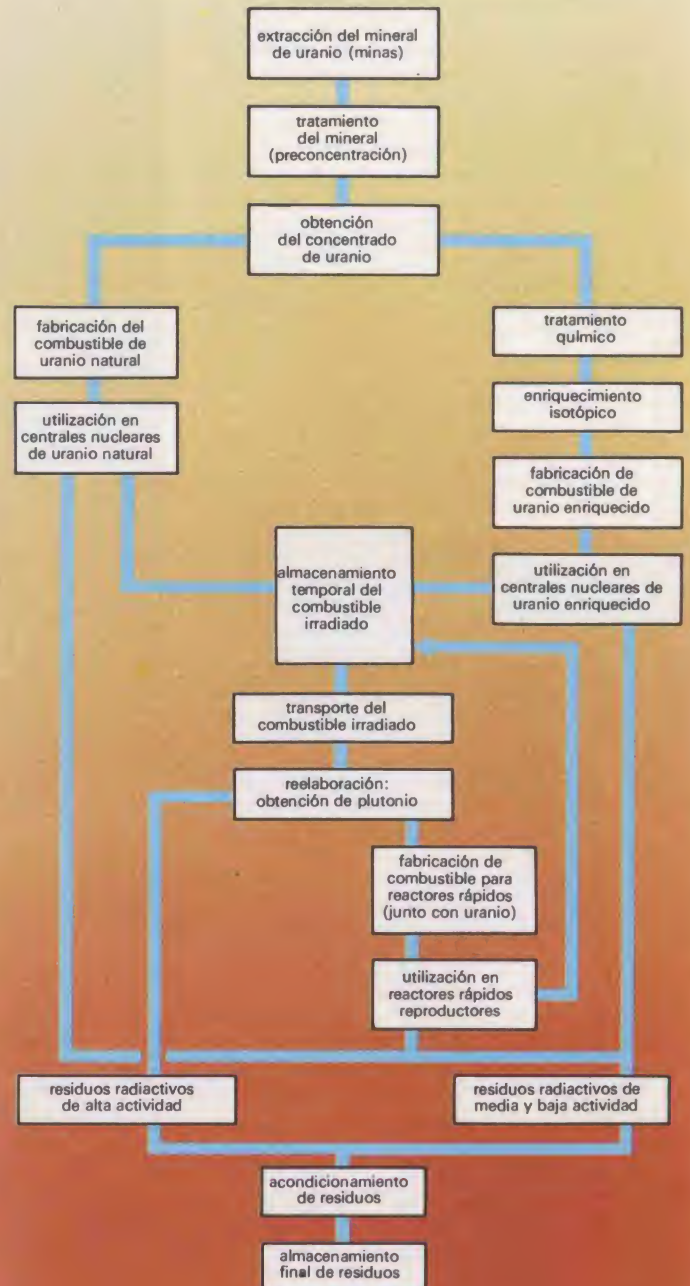 extracción del mineral
de uranio (minas)
tratamiento
del mineral
(preconcentración)
obtención
del concentrado
de uranio
fabricación del
combustible de
uranio natural
utilización en
centrales nucleares
de uranio natural
tratamiento
químico
enriquecimiento
isotópico
fabricación de
combustible de
uranio enriquecido
utilización en
centrales nucleares de
uranio enriquecido
almacenamiento
temporal del
combustible
irradiado
transporte del
combustible irradiado
reelaboración:
obtención de plutonio
fabricación de
combustible para
reactores rápidos
(junto con uranio)
utilización en
reactores rápidos
reproductores
residuos radiactivos
de alta actividad
residuos radiactivos de
media y baja actividad
acondicionamiento
de residuos
almacenamiento
final de residuos